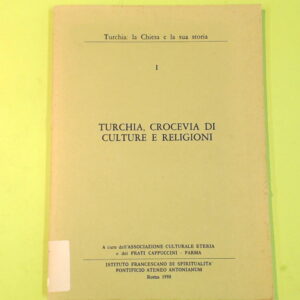 Turchia: la Chiesa e la sua storia
I
TURCHIA, CROCEVIA DI
CULTURE E RELIGIONI
A cura dell'ASSOCIAZIONE CULTURALE ETERIA
e dei FRATI CAPPUCCINI - PARMA
ISTITUTO FRANCESCANO DI SPIRITUALITA'
PONTIFICIO ATENEO ANTONIANUM
Roma 1990